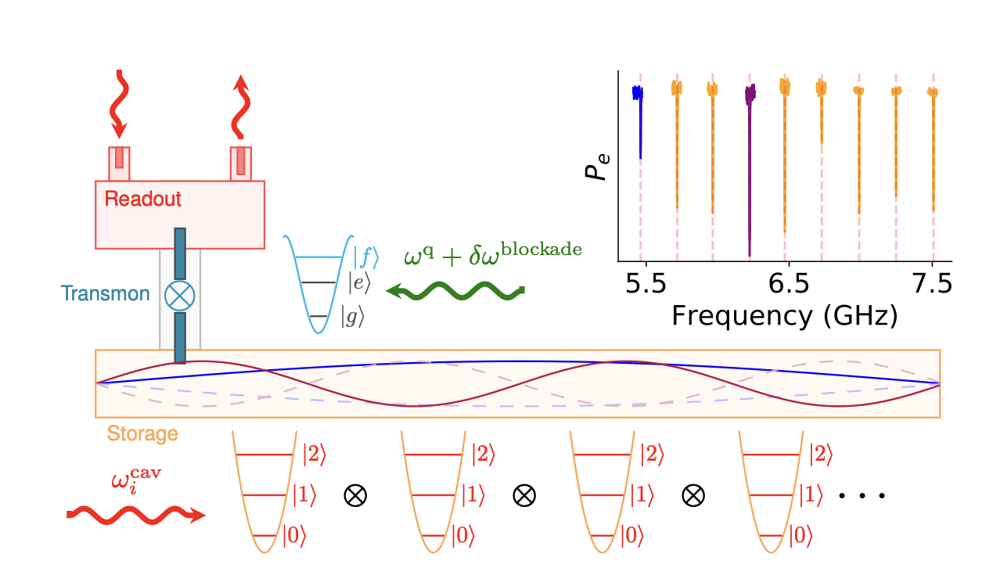 Readout
Transmon
|f⟩
|e⟩
|g⟩
ω^q + δω^blockade
P_e
5.5 6.5 7.5
Frequency (GHz)
Storage
ω_i^cav
|2⟩ |2⟩ |2⟩ |2⟩
|1⟩ ⊗ |1⟩ ⊗ |1⟩ ⊗ |1⟩ ...
|0⟩ |0⟩ |0⟩ |0⟩